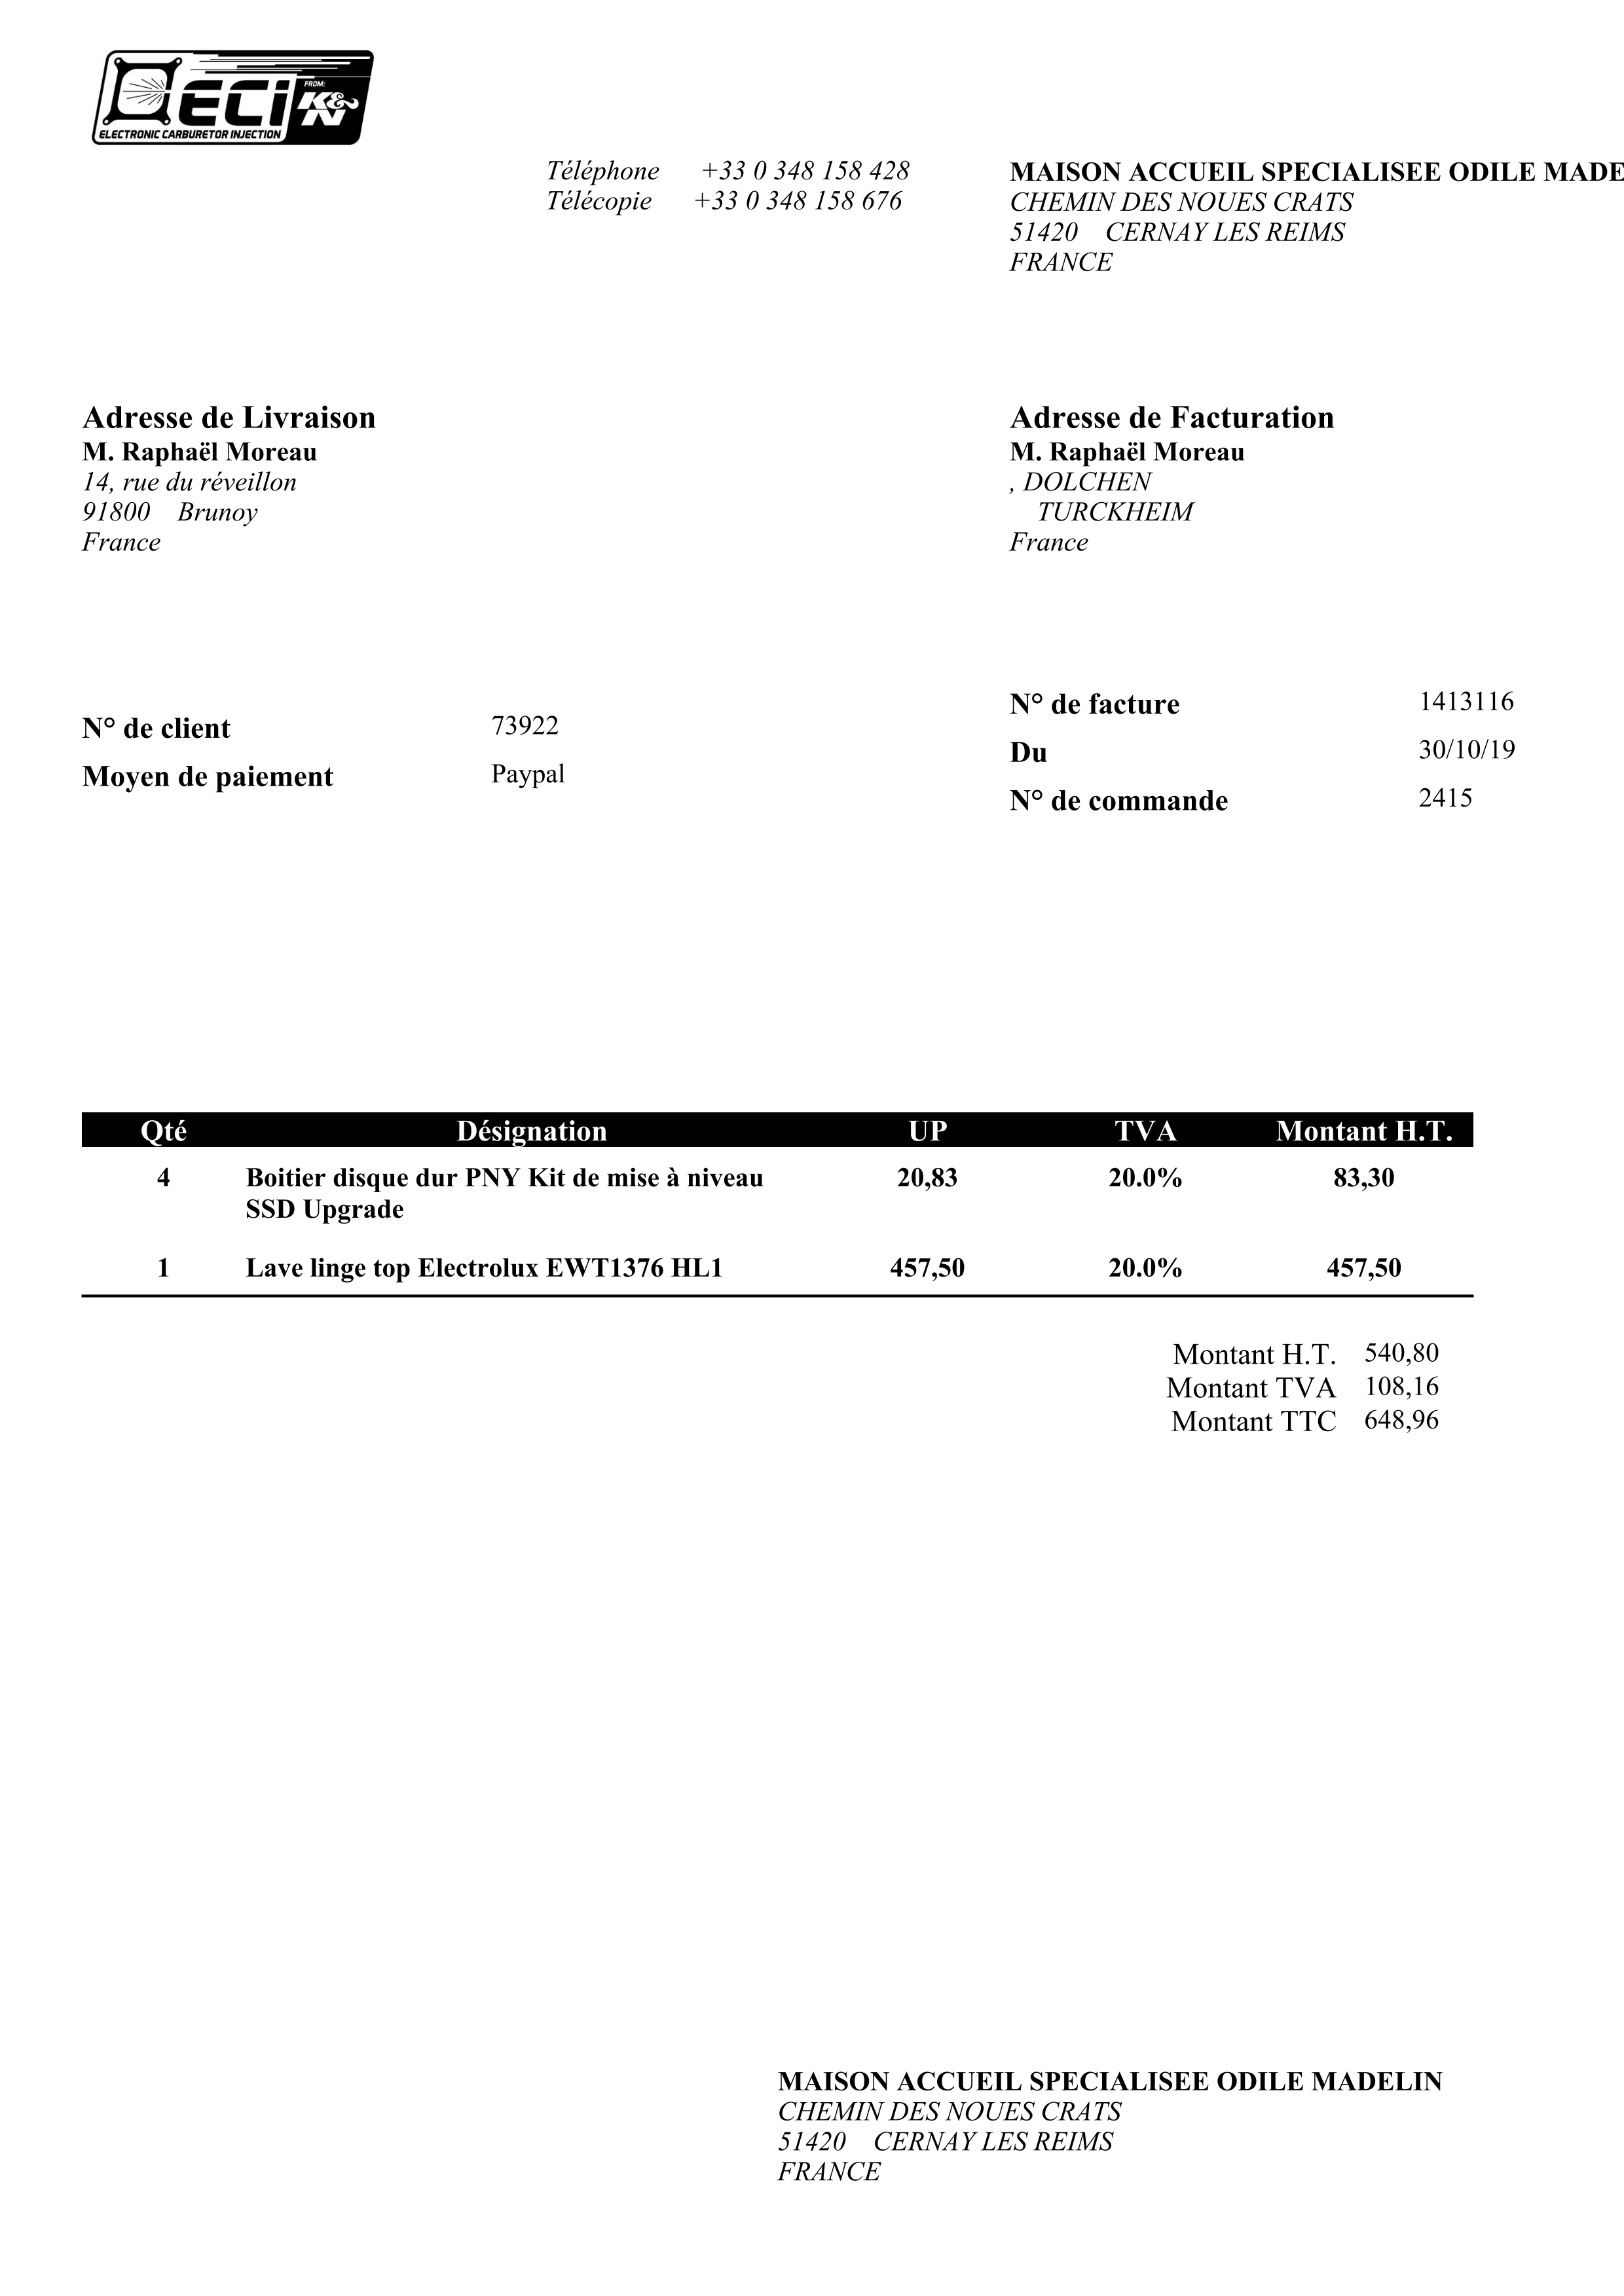 ECi
FROM:
K&N
ELECTRONIC CARBURETOR INJECTION
Téléphone +33 0 348 158 428
Télécopie +33 0 348 158 676
MAISON ACCUEIL SPECIALISEE ODILE MADE
CHEMIN DES NOUES CRATS
51420 CERNAY LES REIMS
FRANCE
Adresse de Livraison
M. Raphaël Moreau
14, rue du réveillon
91800 Brunoy
France
Adresse de Facturation
M. Raphaël Moreau
, DOLCHEN
TURCKHEIM
France
N° de client 73922
Moyen de paiement Paypal
N° de facture 1413116
Du 30/10/19
N° de commande 2415
Qté Désignation UP TVA Montant H.T.
4 Boitier disque dur PNY Kit de mise à niveau 20,83 20.0% 83,30
SSD Upgrade
1 Lave linge top Electrolux EWT1376 HL1 457,50 20.0% 457,50
Montant H.T. 540,80
Montant TVA 108,16
Montant TTC 648,96
MAISON ACCUEIL SPECIALISEE ODILE MADELIN
CHEMIN DES NOUES CRATS
51420 CERNAY LES REIMS
FRANCE